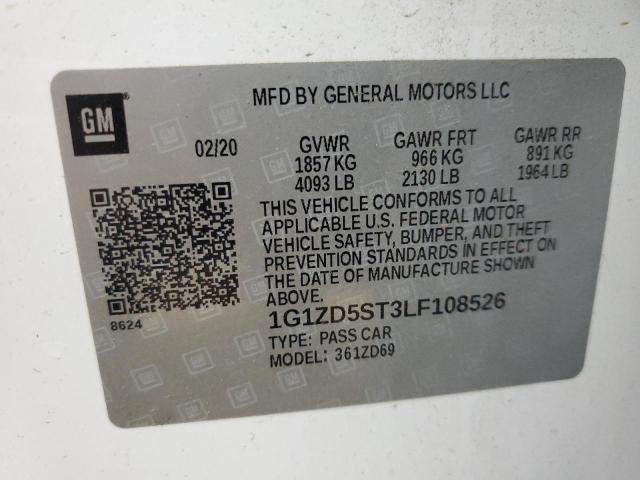 GM
MFD BY GENERAL MOTORS LLC
02/20 GVWR GAWR FRT GAWR RR
1857 KG 966 KG 891 KG
4093 LB 2130 LB 1964 LB
THIS VEHICLE CONFORMS TO ALL
APPLICABLE U.S. FEDERAL MOTOR
VEHICLE SAFETY, BUMPER, AND THEFT
PREVENTION STANDARDS IN EFFECT ON
THE DATE OF MANUFACTURE SHOWN
ABOVE.
8624
1G1ZD5ST3LF108526
TYPE: PASS CAR
MODEL: 361ZD69